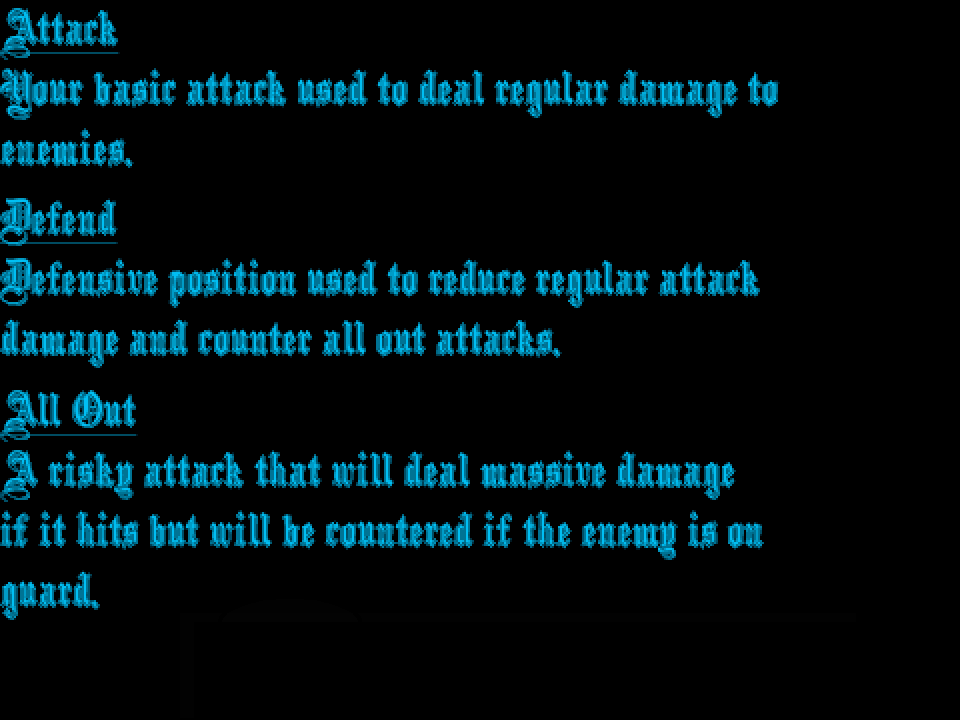 Attack
Your basic attack used to deal regular damage to
enemies.
Defend
Defensive position used to reduce regular attack
damage and counter all out attacks.
All Out
A risky attack that will deal massive damage
if it hits but will be countered if the enemy is on
guard.